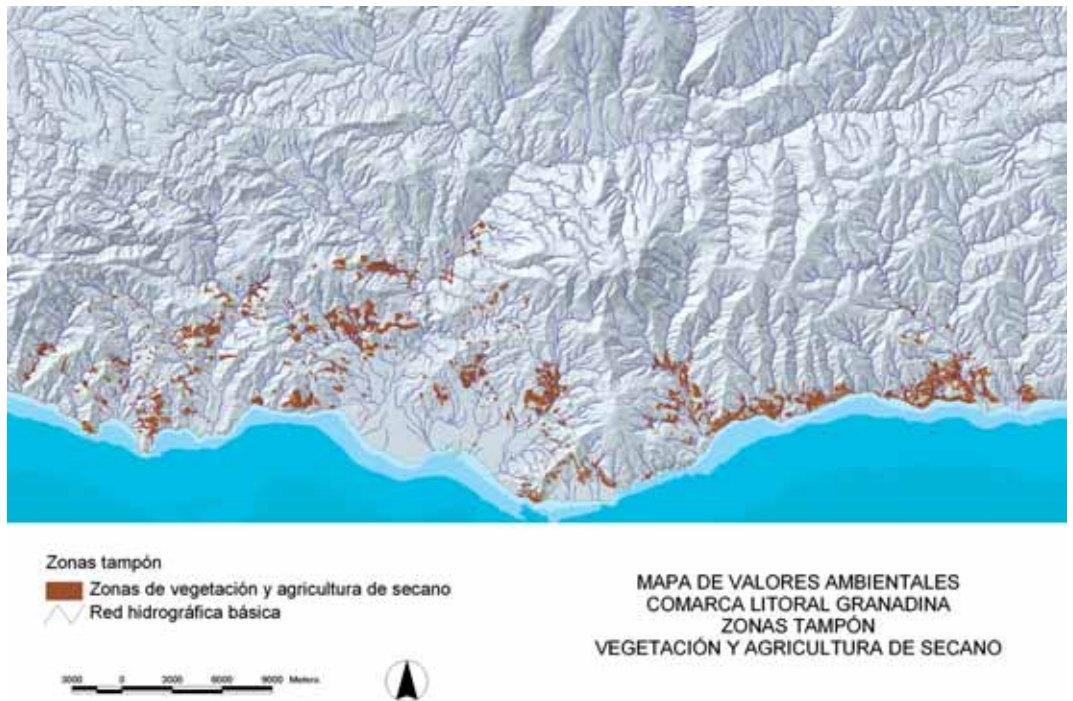 Zonas tampón
Zonas de vegetación y agricultura de secano
Red hidrográfica básica
3000 0 3000 6000 9000 Meters
MAPA DE VALORES AMBIENTALES
COMARCA LITORAL GRANADINA
ZONAS TAMPÓN
VEGETACIÓN Y AGRICULTURA DE SECANO